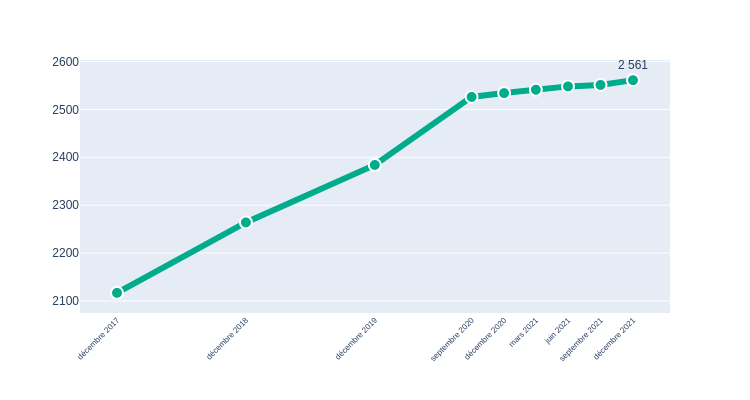 2 561
2600
2500
2400
2300
2200
2100
décembre 2017
décembre 2018
décembre 2019
septembre 2020
décembre 2020
mars 2021
juin 2021
septembre 2021
décembre 2021